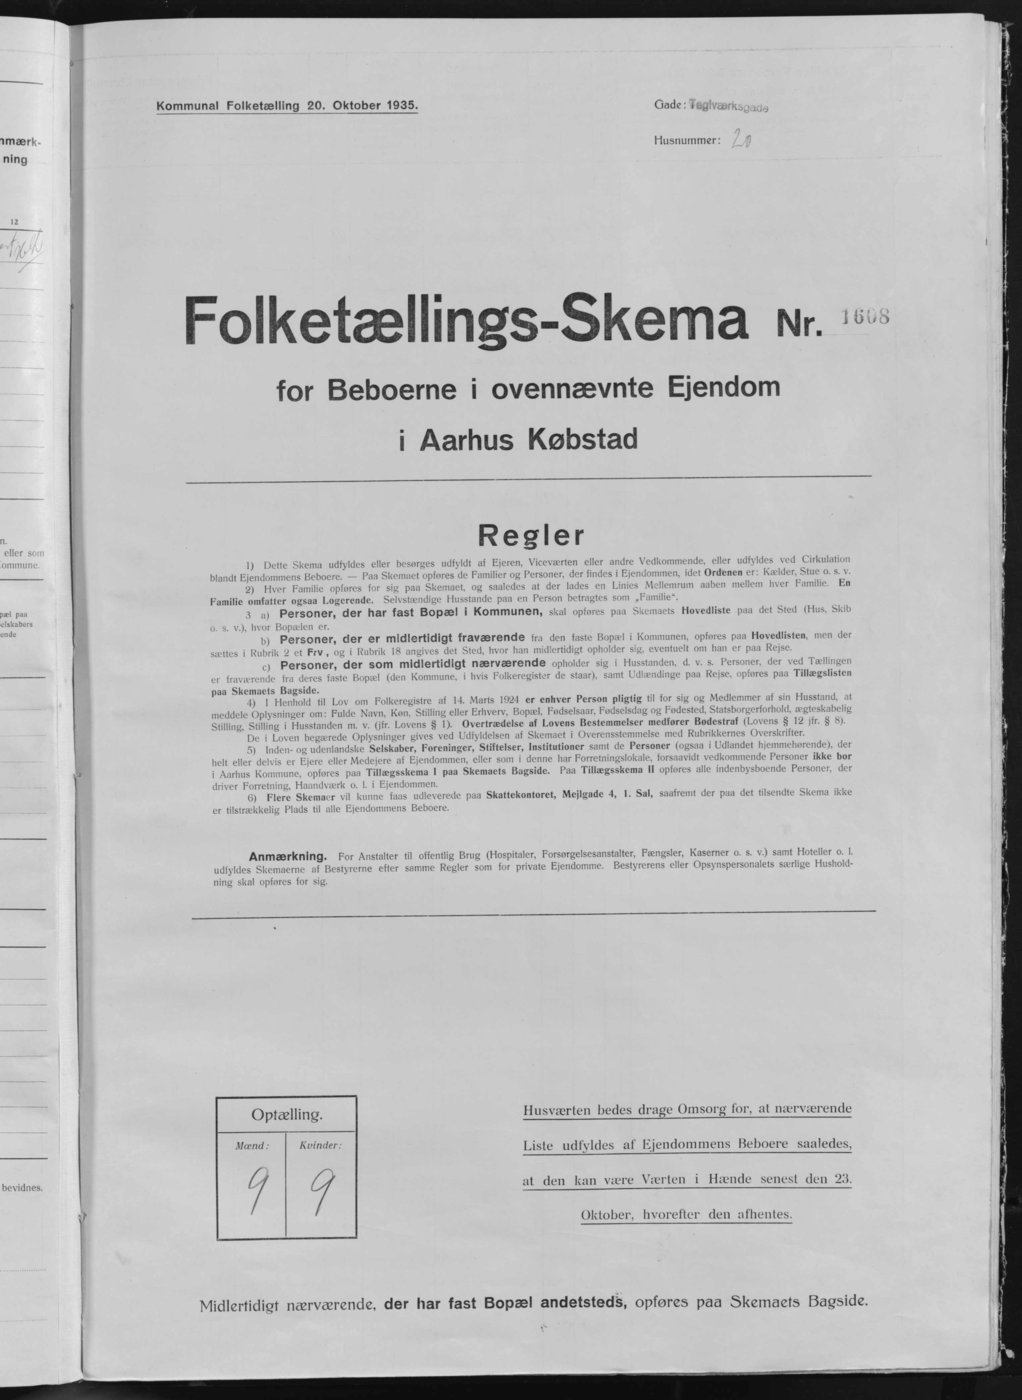 Kommunal Folketælling 20. Oktober 1935.
Gade: Teglværksgade
Husnummer: 20
nmærk-
ning
12
Folketællings-Skema Nr. 1608
for Beboerne i ovennævnte Ejendom
i Aarhus Købstad
Regler
1) Dette Skema udfyldes eller besørges udfyldt af Ejeren, Viceværten eller andre Vedkommende, eller udfyldes ved Cirkulation
blandt Ejendommens Beboere. — Paa Skemaet opføres de Familier og Personer, der findes i Ejendommen, idet Ordenen er: Kælder, Stue o. s. v.
2) Hver Familie opføres for sig paa Skemaet, og saaledes at der lades en Linies Mellemrum aaben mellem hver Familie. En
Familie omfatter ogsaa Logerende. Selvstændige Husstande paa en Person betragtes som „Familie“.
3 a) Personer, der har fast Bopæl i Kommunen, skal opføres paa Skemaets Hovedliste paa det Sted (Hus, Skib
o. s. v.), hvor Bopælen er.
b) Personer, der er midlertidigt fraværende fra den faste Bopæl i Kommunen, opføres paa Hovedlisten, men der
sættes i Rubrik 2 et Frv., og i Rubrik 18 angives det Sted, hvor han midlertidigt opholder sig, eventuelt om han er paa Rejse.
c) Personer, der som midlertidigt nærværende opholder sig i Husstanden, d. v. s. Personer, der ved Tællingen
er fraværende fra deres faste Bopæl (den Kommune, i hvis Folkeregister de staar), samt Udlændinge paa Rejse, opføres paa Tillægslisten
paa Skemaets Bagside.
4) I Henhold til Lov om Folkeregistre af 14. Marts 1924 er enhver Person pligtig til for sig og Medlemmer af sin Husstand, at
meddele Oplysninger om: Fulde Navn, Køn, Stilling eller Erhverv, Bopæl, Fødselsaar, Fødselsdag og Fødested, Statsborgerforhold, ægteskabelig
Stilling, Stilling i Husstanden m. v. (jfr. Lovens § 1). Overtrædelse af Lovens Bestemmelser medfører Bødestraf (Lovens § 12 jfr. § 8).
De i Loven begærede Oplysninger gives ved Udfyldelsen af Skemaet i Overensstemmelse med Rubrikkernes Overskrifter.
5) Inden- og udenlandske Selskaber, Foreninger, Stiftelser, Institutioner samt de Personer (ogsaa i Udlandet hjemmehørende), der
helt eller delvis er Ejere eller Medejere af Ejendommen, eller som i denne har Forretningslokale, forsaavidt vedkommende Personer ikke bor
i Aarhus Kommune, opføres paa Tillægsskema I paa Skemaets Bagside. Paa Tillægsskema II opføres alle indenbysboende Personer, der
driver Forretning, Haandværk o. l. i Ejendommen.
6) Flere Skemaer vil kunne faas udleverede paa Skattekontoret, Mejlgade 4, 1. Sal, saafremt der paa det tilsendte Skema ikke
er tilstrækkelig Plads til alle Ejendommens Beboere.
Anmærkning. For Anstalter til offentlig Brug (Hospitaler, Forsørgelsesanstalter, Fængsler, Kaserner o. s. v.) samt Hoteller o. l.
udfyldes Skemaerne af Bestyrerne efter samme Regler som for private Ejendomme. Bestyrerens eller Opsynspersonalets særlige Hushold-
ning skal opføres for sig.
n.
eller som
ommune.
pæl paa
elskabers
ende
bevidnes.
Optælling.
Mænd: Kvinder:
9 9
Husværten bedes drage Omsorg for, at nærværende
Liste udfyldes af Ejendommens Beboere saaledes,
at den kan være Værten i Hænde senest den 23.
Oktober, hvorefter den afhentes.
Midlertidigt nærværende, der har fast Bopæl andetsteds, opføres paa Skemaets Bagside.